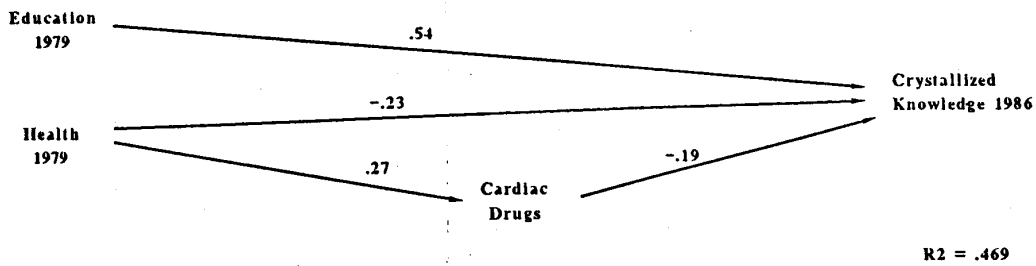 Education
1979
.54
Crystallized
Knowledge 1986
-.23
Health
1979
.27
-.19
Cardiac
Drugs
R2 = .469